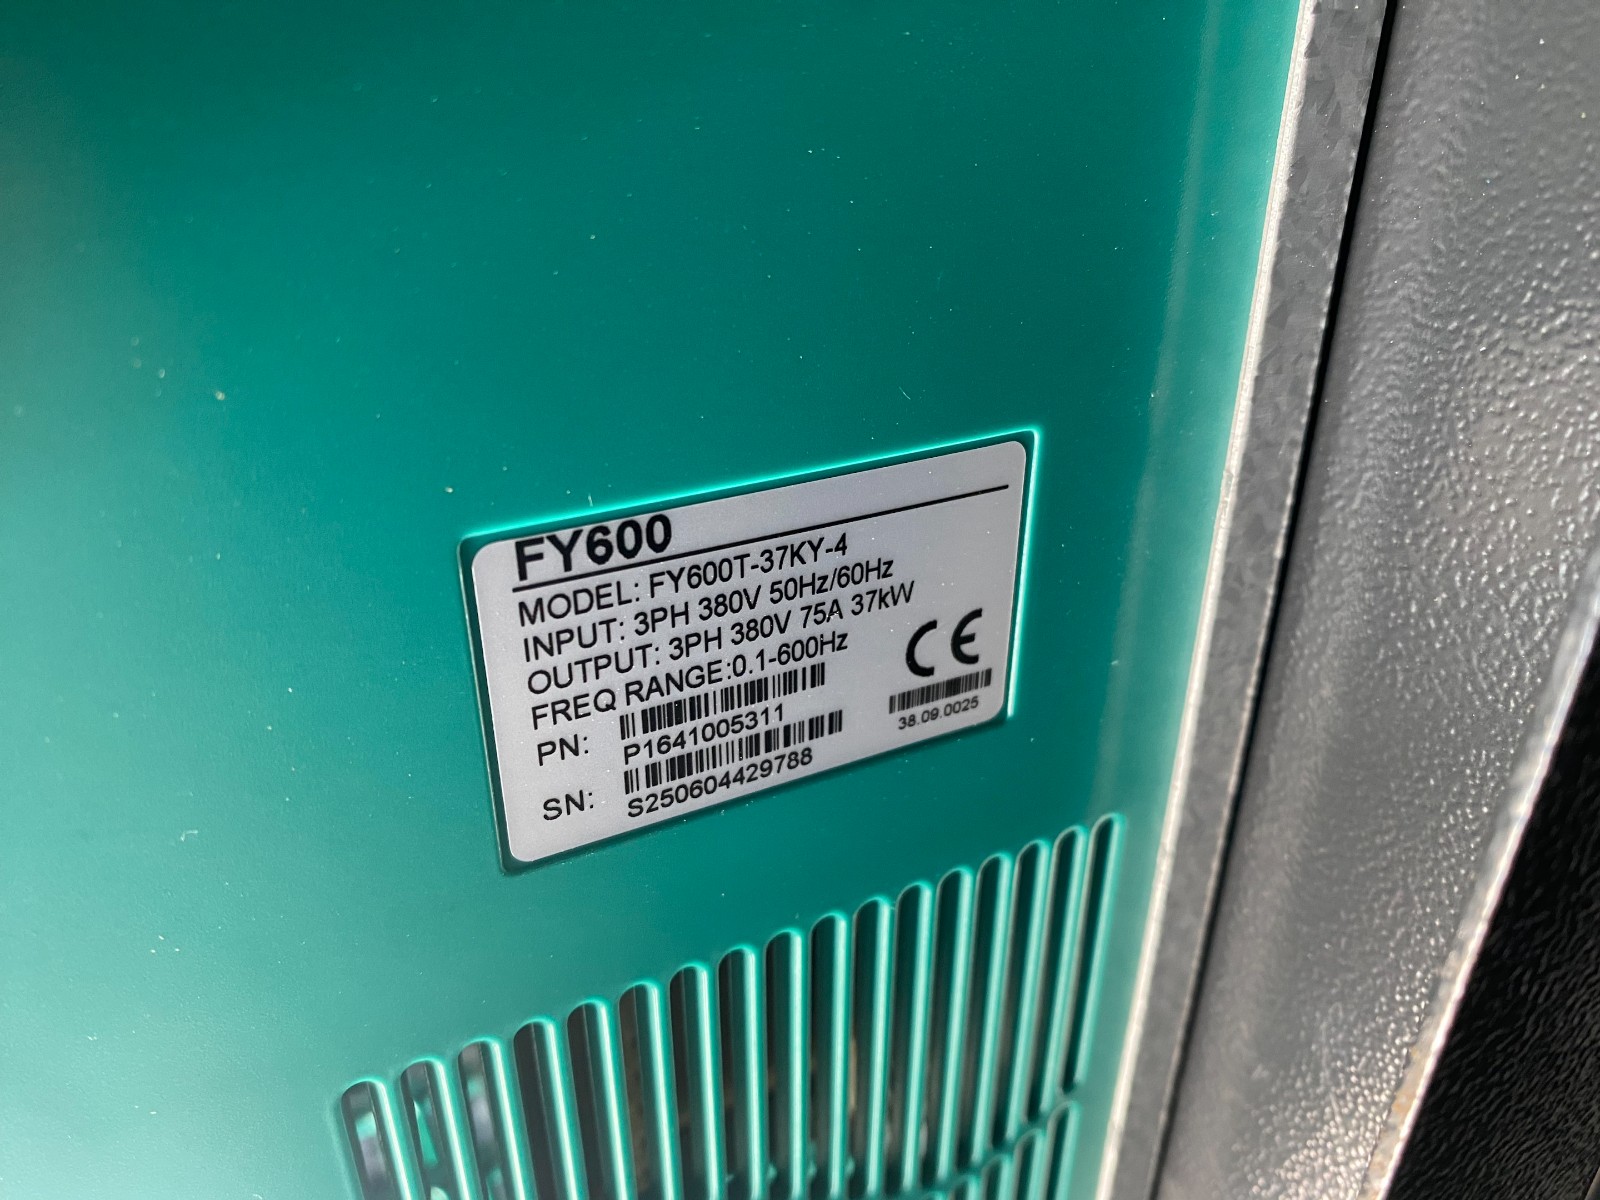 FY600
MODEL: FY600T-37KY-4
INPUT: 3PH 380V 50Hz/60Hz
OUTPUT: 3PH 380V 75A 37kW
FREQ RANGE:0.1-600Hz
CE
PN: P1641005311
38.09.0025
SN: S250604429788